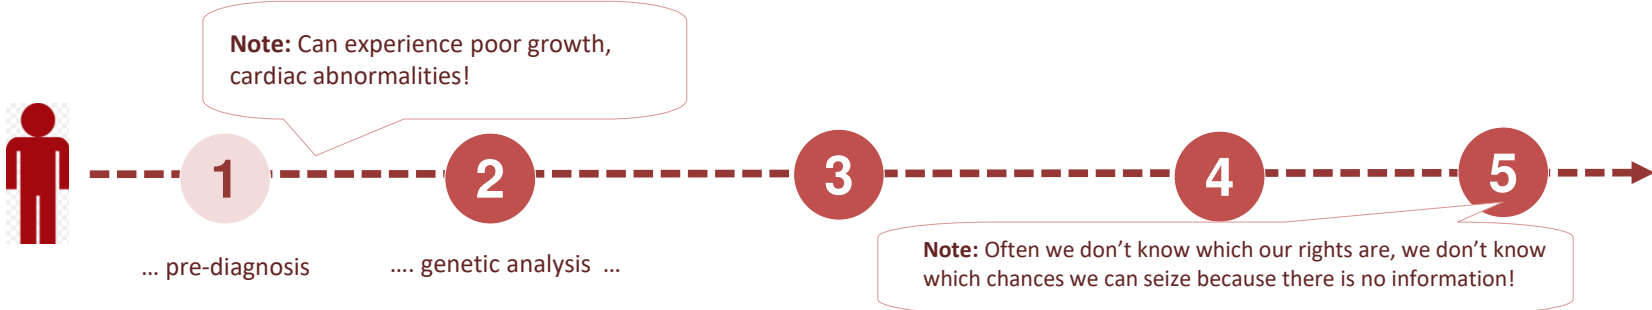 Note: Can experience poor growth,
cardiac abnormalities!
1
2
3
4
5
… pre-diagnosis
…. genetic analysis …
Note: Often we don’t know which our rights are, we don’t know
which chances we can seize because there is no information!